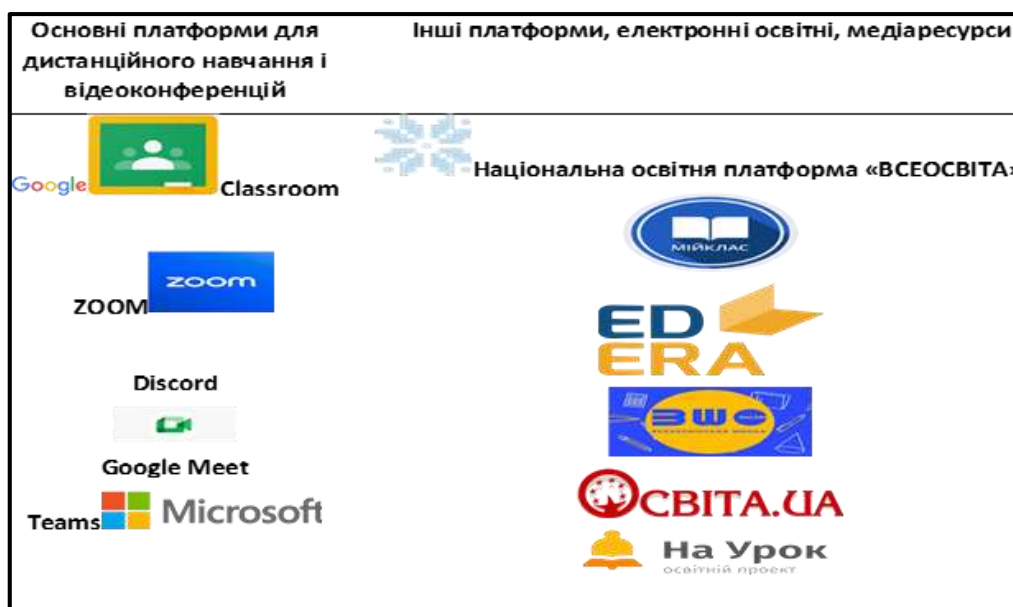 Основні платформи для
дистанційного навчання і
відеоконференцій
Інші платформи, електронні освітні, медіаресурси
Google Classroom
ZOOM zoom
Discord
Google Meet
Teams Microsoft
Національна освітня платформа «ВСЕОСВІТА»
МІЙКЛАС
ED
ERA
ВШО
ОСВІТА.UA
На Урок
освітній проект